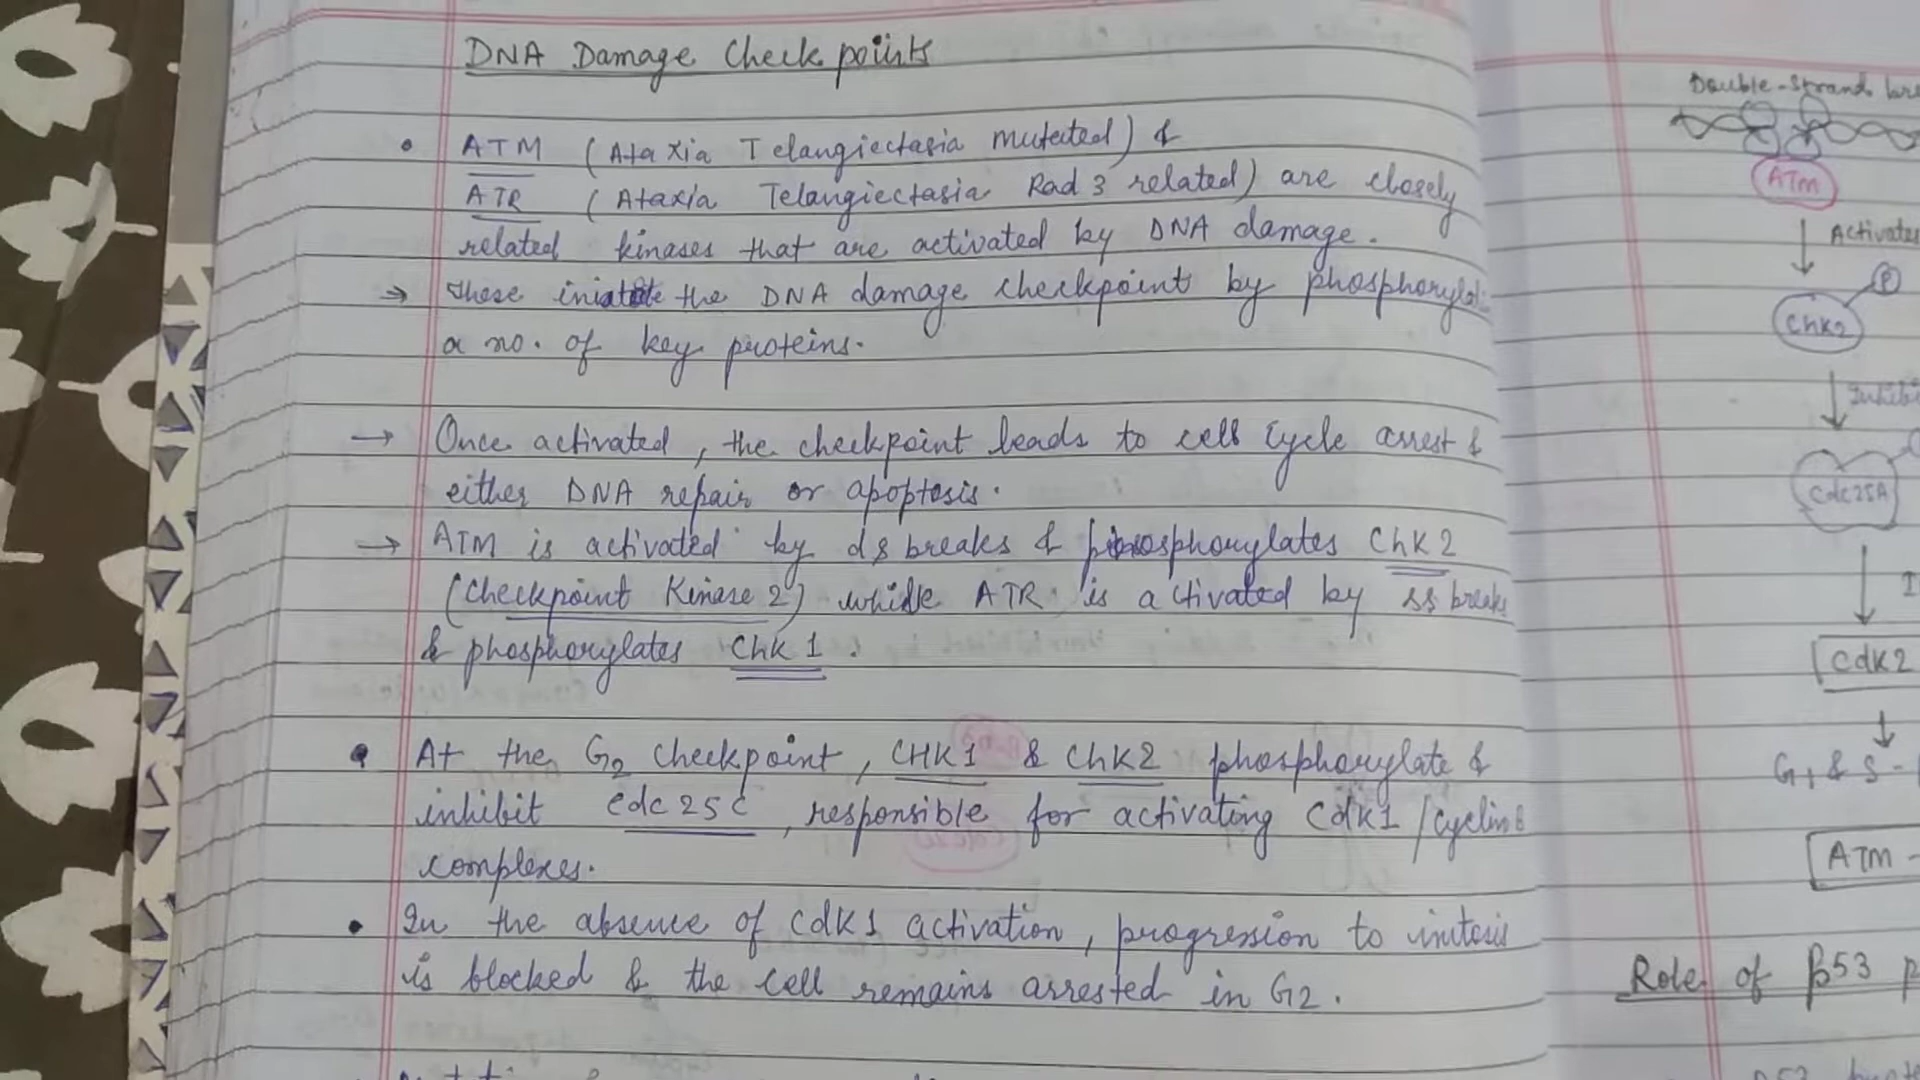 DNA Damage Check points
• ATM (Ataxia Telangiectasia mutated) &
ATR (Ataxia Telangiectasia Rad 3 related) are closely
related kinases that are activated by DNA damage.
→ These the DNA damage checkpoint by
a no. of key proteins.
→ Once activated, the checkpoint leads to cell cycle arrest &
either DNA repair or apoptosis.
→ ATM is activated by ds breaks & phosphorylates ChK2
(Checkpoint Kinase 2) while ATR is activated by ss breaks
& phosphorylates ChK 1.
• At the G2 checkpoint, CHK1 & ChK2 phosphorylate &
inhibit cdc 25 C, responsible for activating CdK1/cyclin B
complexes.
• In the absence of CdK1 activation, progression to mitosis
is blocked & the cell remains arrested in G2.
Double-Strand
ATM
Activates
P
ChK2
Cdc25A
CdK2
G1 & S -
ATM -
Role of p53